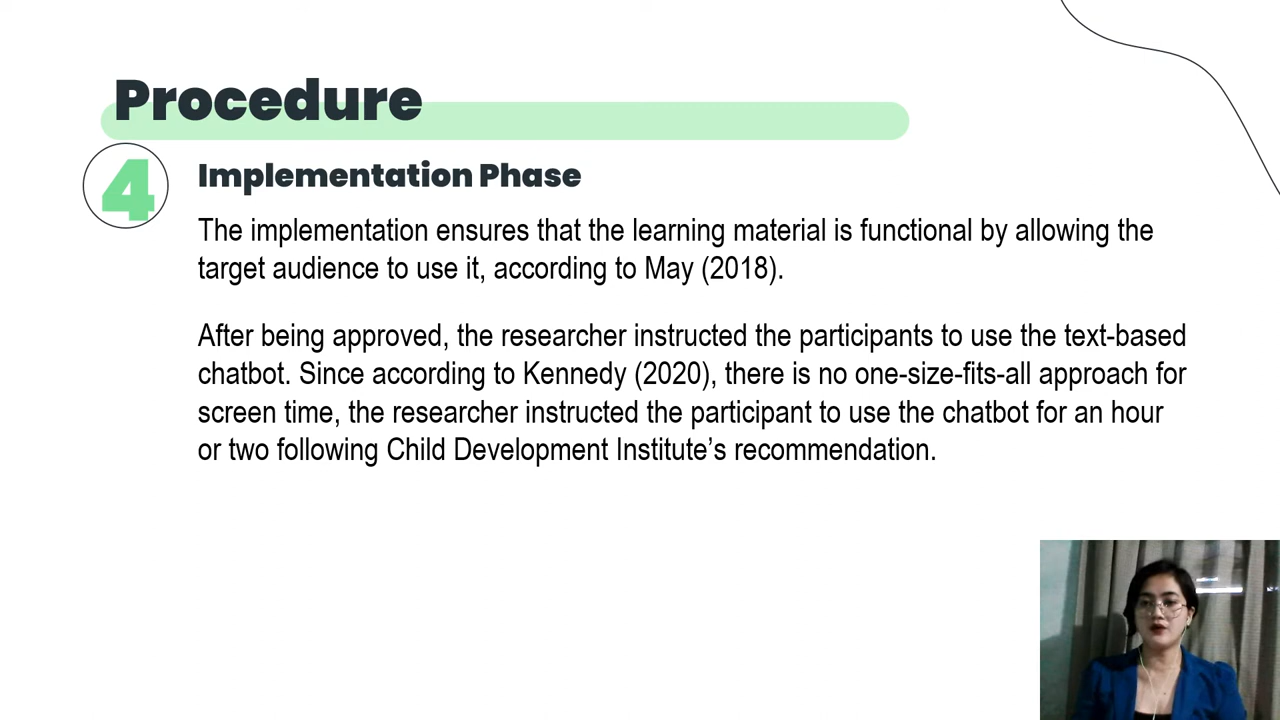 Procedure
4
Implementation Phase
The implementation ensures that the learning material is functional by allowing the
target audience to use it, according to May (2018).
After being approved, the researcher instructed the participants to use the text-based
chatbot. Since according to Kennedy (2020), there is no one-size-fits-all approach for
screen time, the researcher instructed the participant to use the chatbot for an hour
or two following Child Development Institute’s recommendation.